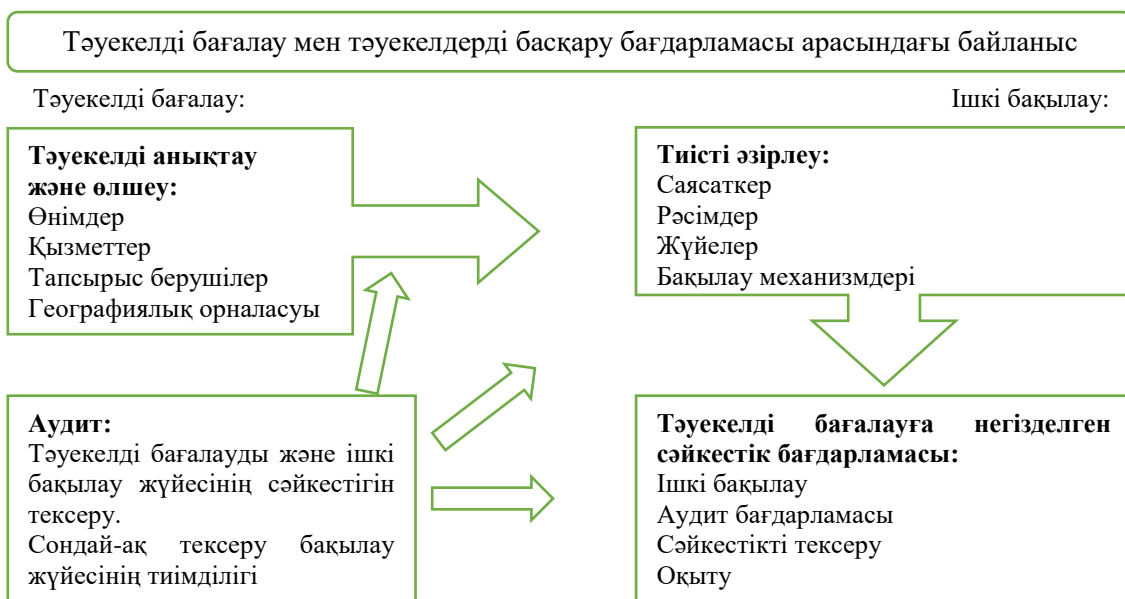 Тәуекелді бағалау мен тәуекелдерді басқару бағдарламасы арасындағы байланыс
Тәуекелді бағалау:
Ішкі бақылау:
Тәуекелді анықтау
және өлшеу:
Өнімдер
Қызметтер
Тапсырыс берушілер
Географиялық орналасуы
Тиісті әзірлеу:
Саясаткер
Рәсімдер
Жүйелер
Бақылау механизмдері
Аудит:
Тәуекелді бағалауды және ішкі
бақылау жүйесінің сәйкестігін
тексеру.
Сондай-ақ тексеру бақылау
жүйесінің тиімділігі
Тәуекелді бағалауға негізделген
сәйкестік бағдарламасы:
Ішкі бақылау
Аудит бағдарламасы
Сәйкестікті тексеру
Оқыту